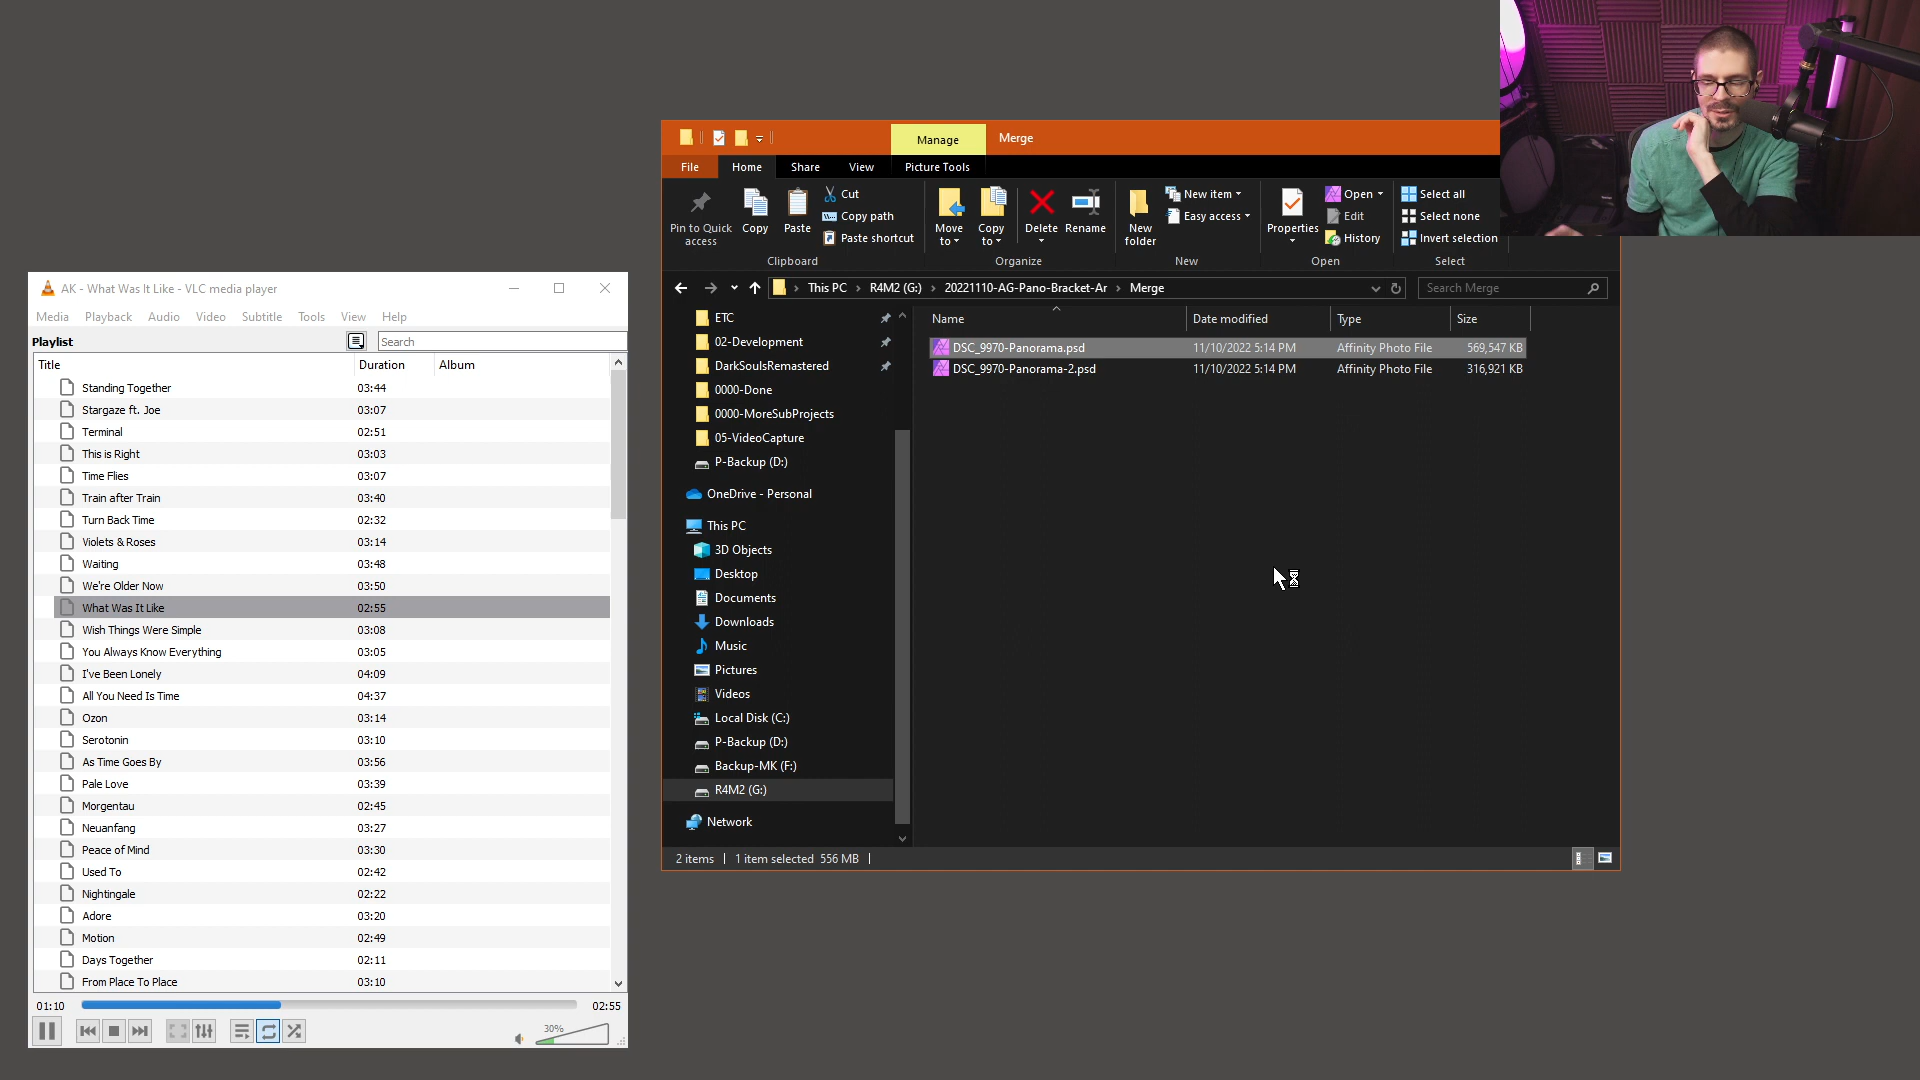 AK - What Was It Like - VLC media player
Media Playback Audio Video Subtitle Tools View Help
Playlist
Search
Title Duration Album
Standing Together 03:44
Stargaze ft. Joe 03:07
Terminal 02:51
This is Right 03:03
Time Flies 03:07
Train after Train 03:40
Turn Back Time 02:32
Violets & Roses 03:14
Waiting 03:48
We're Older Now 03:50
What Was It Like 02:55
Wish Things Were Simple 03:08
You Always Know Everything 03:05
I've Been Lonely 04:09
All You Need Is Time 04:37
Ozon 03:14
Serotonin 03:10
As Time Goes By 03:56
Pale Love 03:39
Morgentau 02:45
Neuanfang 03:27
Peace of Mind 03:30
Used To 02:42
Nightingale 02:22
Adore 03:20
Motion 02:49
Days Together 02:11
From Place To Place 03:10
01:10 02:55
30%
Manage Merge
File Home Share View Picture Tools
Pin to Quick access
Copy
Paste
Cut
Copy path
Paste shortcut
Clipboard
Move to
Copy to
Delete
Rename
Organize
New folder
New item
Easy access
New
Properties
Open
Edit
History
Open
Select all
Select none
Invert selection
Select
This PC R4M2 (G:) 20221110-AG-Pano-Bracket-Ar Merge
Search Merge
ETC
02-Development
DarkSoulsRemastered
0000-Done
0000-MoreSubProjects
05-VideoCapture
P-Backup (D:)
OneDrive - Personal
This PC
3D Objects
Desktop
Documents
Downloads
Music
Pictures
Videos
Local Disk (C:)
P-Backup (D:)
Backup-MK (F:)
R4M2 (G:)
Network
Name Date modified Type Size
DSC_9970-Panorama.psd 11/10/2022 5:14 PM Affinity Photo File 569,547 KB
DSC_9970-Panorama-2.psd 11/10/2022 5:14 PM Affinity Photo File 316,921 KB
2 items 1 item selected 556 MB